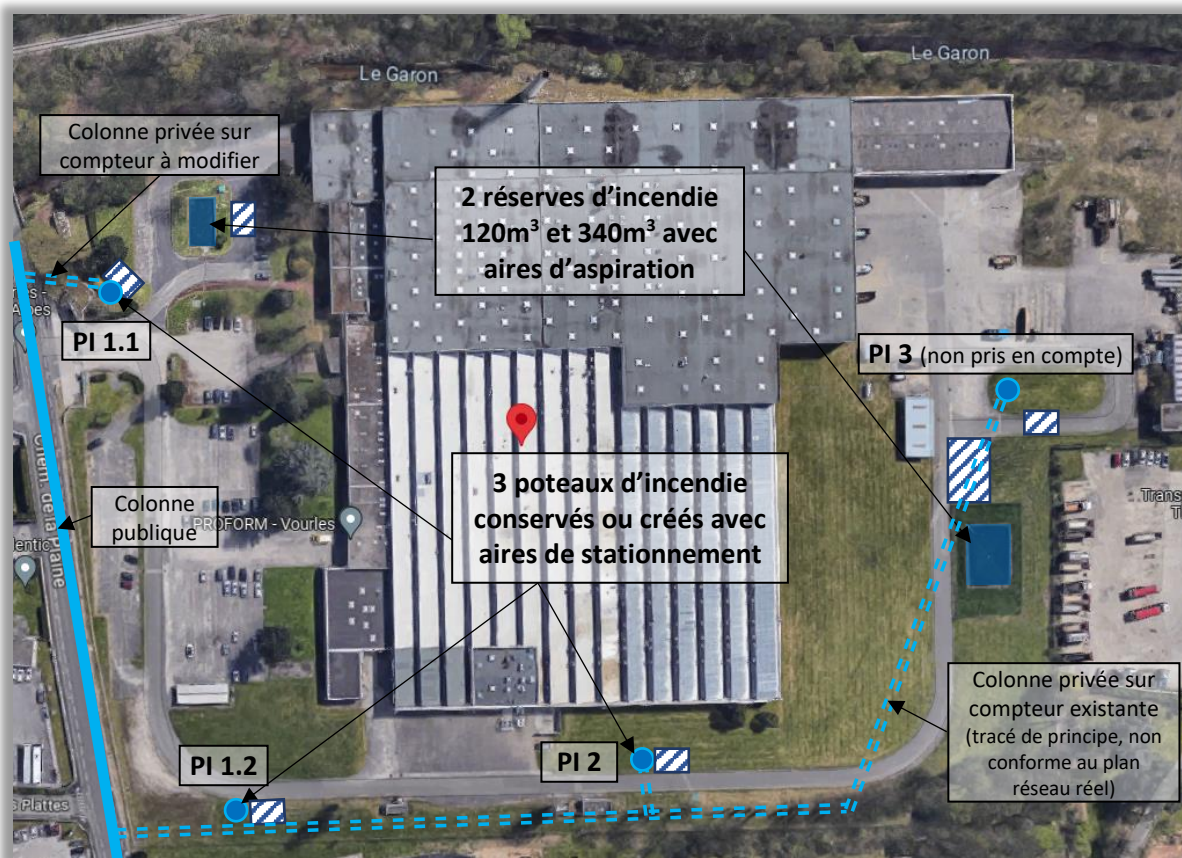 Le Garon
Le Garon
Colonne privée sur
compteur à modifier
2 réserves d'incendie
120m³ et 340m³ avec
aires d'aspiration
PI 1.1
PI 3 (non pris en compte)
3 poteaux d'incendie
conservés ou créés avec
aires de stationnement
Colonne
publique
PROFORM - Vourles
Chem. de la Plaine
Trans
Colonne privée sur
compteur existante
(tracé de principe, non
conforme au plan
réseau réel)
PI 1.2
PI 2
s Plattes